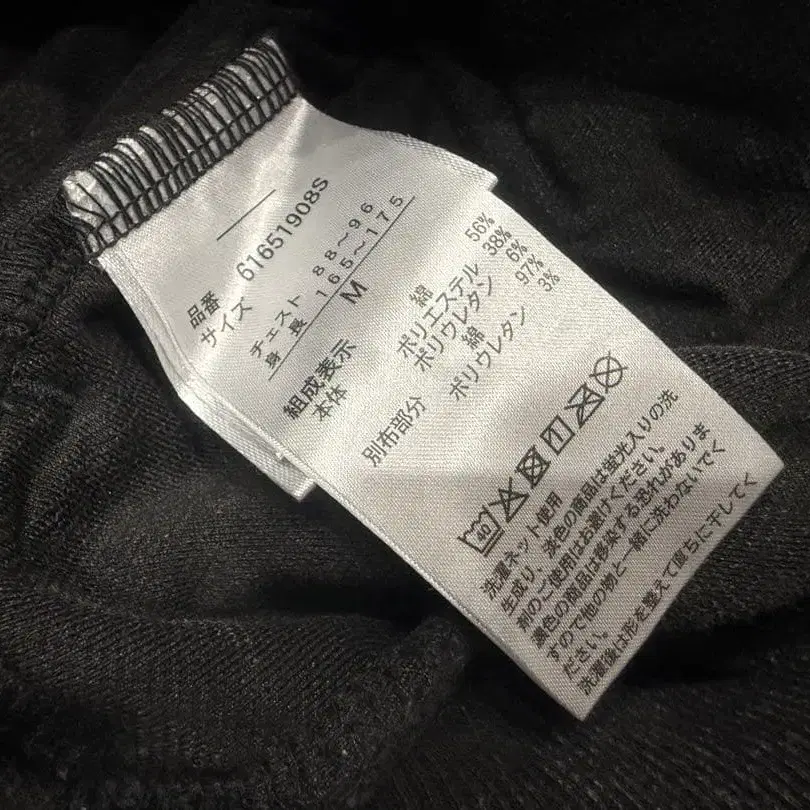 品番 61651908S
サイズ
チェスト 88～96
身長 165～175
M
組成表示
本体 綿 56%
ポリエステル 38%
ポリウレタン 6%
別布部分 綿 97%
ポリウレタン 3%
40
洗濯ネット使用
生成り、淡色の商品は蛍光入りの洗
剤のご使用はお避けください。
濃色の商品は移染する恐れがありま
すので他の物と一緒に洗わないでく
ださい。
洗濯後は形を整えて直ちに干してく